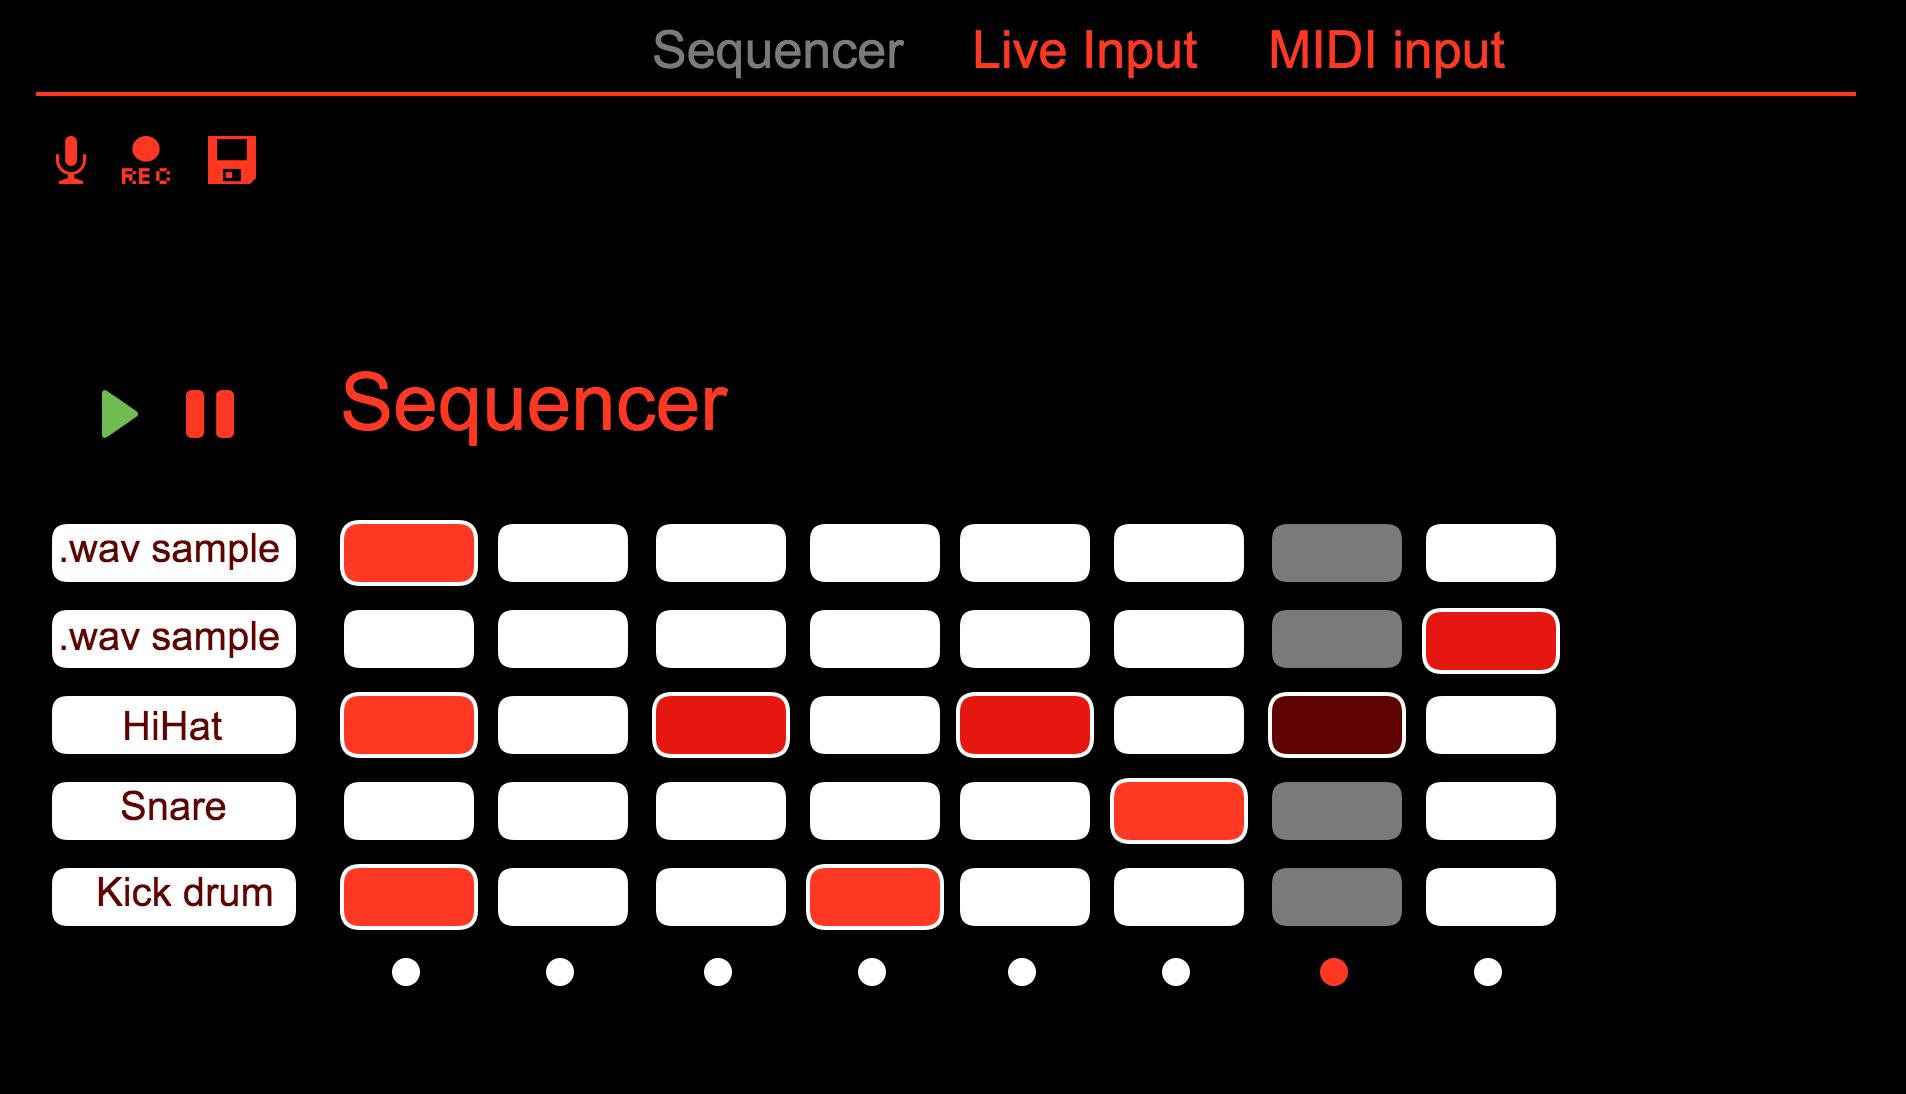 Sequencer Live Input MIDI input
REC
Sequencer
.wav sample
.wav sample
HiHat
Snare
Kick drum